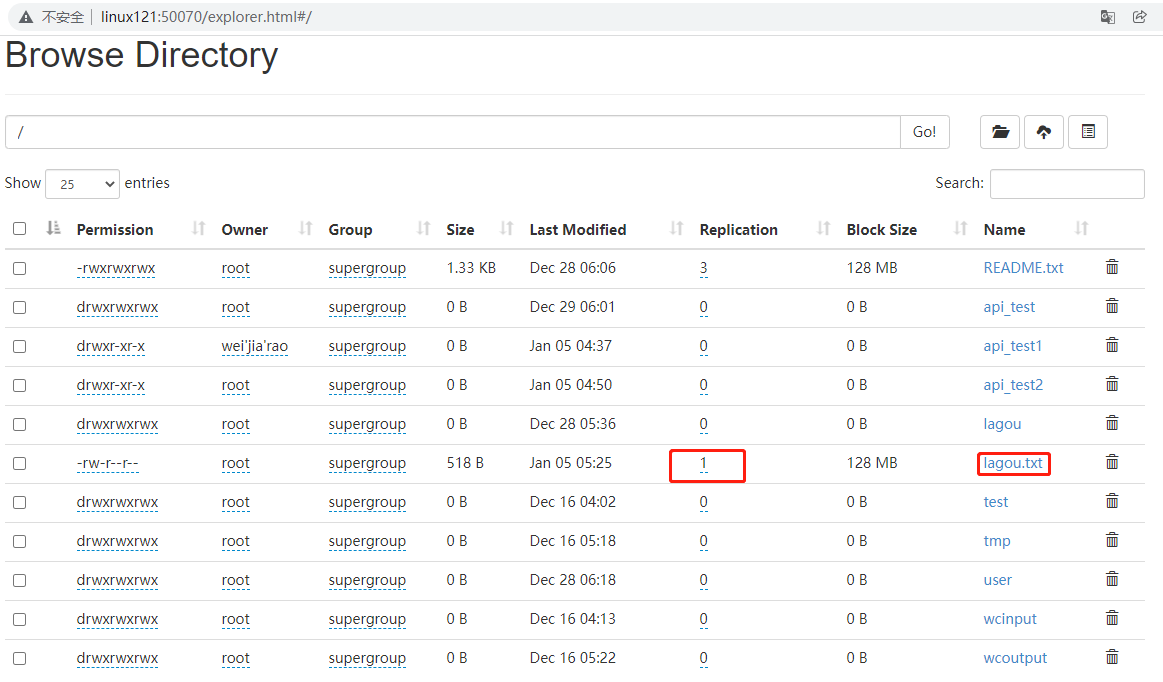 不安全 linux121:50070/explorer.html#/
Browse Directory
/ Go!
Show 25 entries Search:
Permission Owner Group Size Last Modified Replication Block Size Name
-rwxrwxrwx root supergroup 1.33 KB Dec 28 06:06 3 128 MB README.txt
drwxrwxrwx root supergroup 0 B Dec 29 06:01 0 0 B api_test
drwxr-xr-x wei'jia'rao supergroup 0 B Jan 05 04:37 0 0 B api_test1
drwxr-xr-x root supergroup 0 B Jan 05 04:50 0 0 B api_test2
drwxrwxrwx root supergroup 0 B Dec 28 05:36 0 0 B lagou
-rw-r--r-- root supergroup 518 B Jan 05 05:25 1 128 MB lagou.txt
drwxrwxrwx root supergroup 0 B Dec 16 04:02 0 0 B test
drwxrwxrwx root supergroup 0 B Dec 16 05:18 0 0 B tmp
drwxrwxrwx root supergroup 0 B Dec 28 06:18 0 0 B user
drwxrwxrwx root supergroup 0 B Dec 16 04:13 0 0 B wcinput
drwxrwxrwx root supergroup 0 B Dec 16 05:22 0 0 B wcoutput